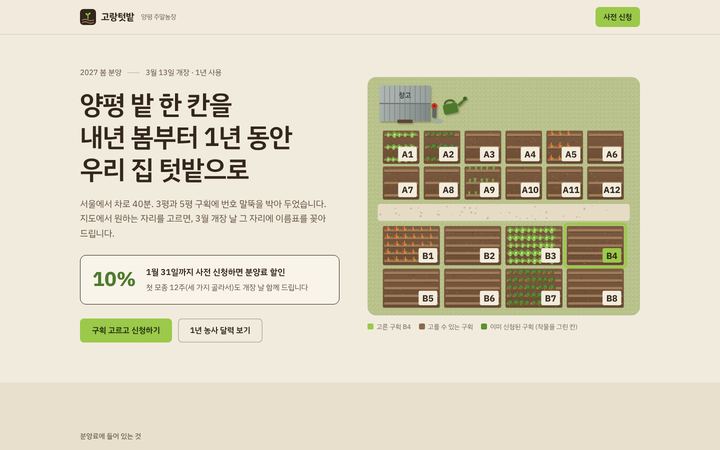 고랑텃밭 양평 주말농장
사전 신청
2027 봄 분양 — 3월 13일 개장 · 1년 사용
양평 밭 한 칸을
내년 봄부터 1년 동안
우리 집 텃밭으로
서울에서 차로 40분. 3평과 5평 구획에 번호 말뚝을 박아 두었습니다.
지도에서 원하는 자리를 고르면, 3월 개장 날 그 자리에 이름표를 꽂아
드립니다.
10%
1월 31일까지 사전 신청하면 분양료 할인
첫 모종 12주(세 가지 골라서)도 개장 날 함께 드립니다
구획 고르고 신청하기
1년 농사 달력 보기
창고
A1 A2 A3 A4 A5 A6
A7 A8 A9 A10 A11 A12
B1 B2 B3 B4
B5 B6 B7 B8
고른 구획 B4
고를 수 있는 구획
이미 신청된 구획 (작물을 그린 칸)
분양료에 들어 있는 것